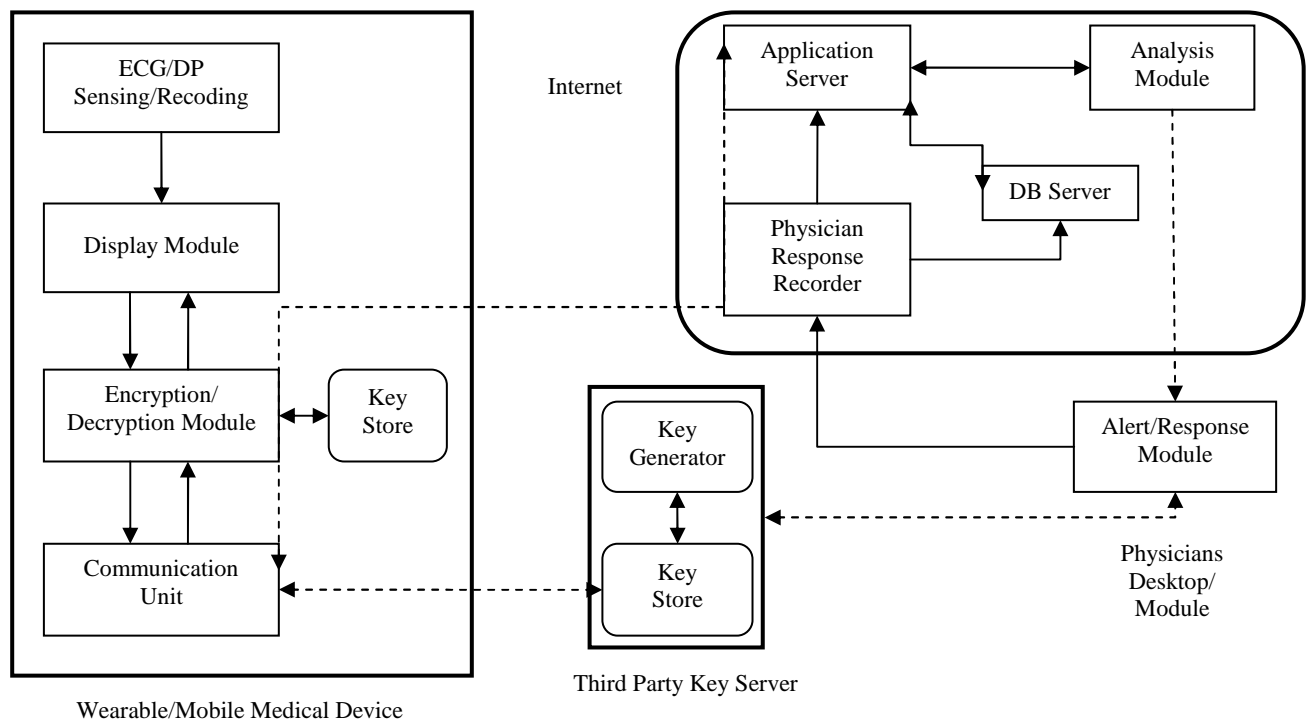 ECG/DP
Sensing/Recoding
Display Module
Encryption/
Decryption Module
Key
Store
Communication
Unit
Wearable/Mobile Medical Device
Internet
Application
Server
Analysis
Module
DB Server
Physician
Response
Recorder
Key
Generator
Key
Store
Third Party Key Server
Alert/Response
Module
Physicians
Desktop/
Module